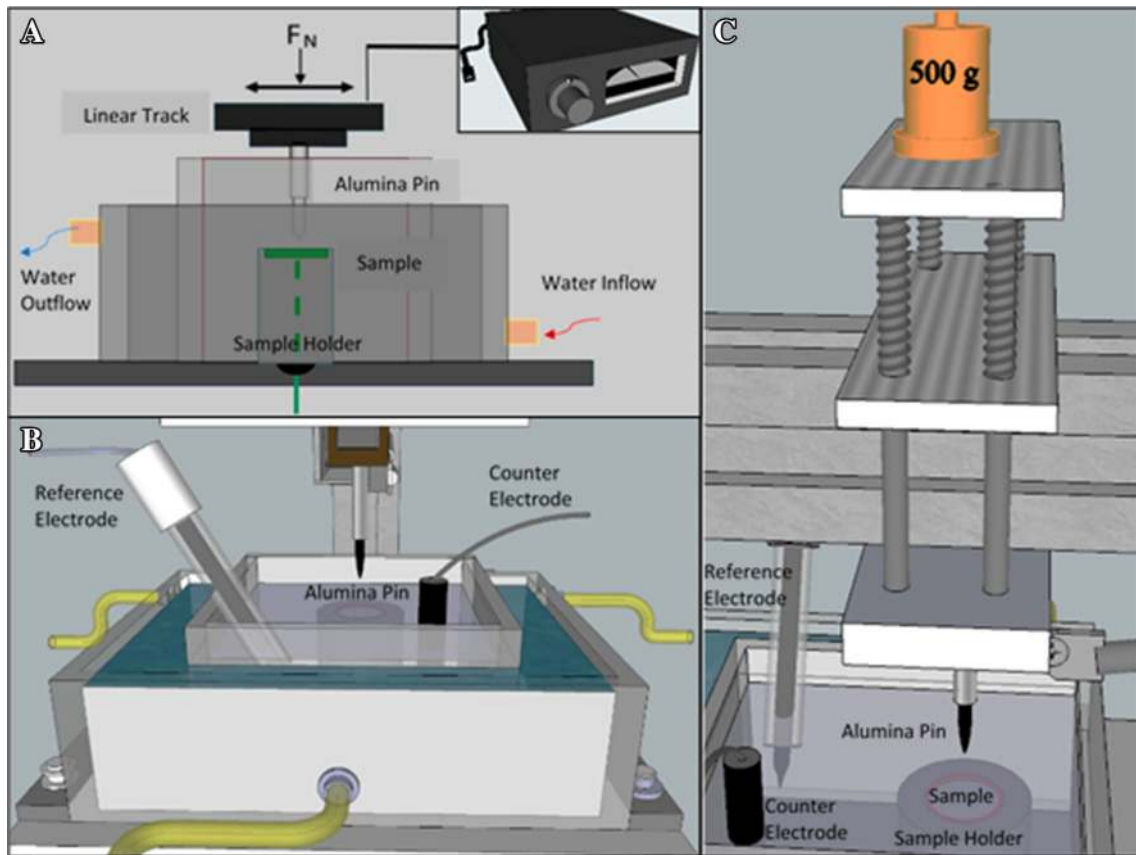 A
F_N
Linear Track
Alumina Pin
Sample
Water
Outflow
Water Inflow
Sample Holder
B
Reference
Electrode
Counter
Electrode
Alumina Pin
C
500 g
Reference
Electrode
Alumina Pin
Sample
Counter
Electrode
Sample Holder